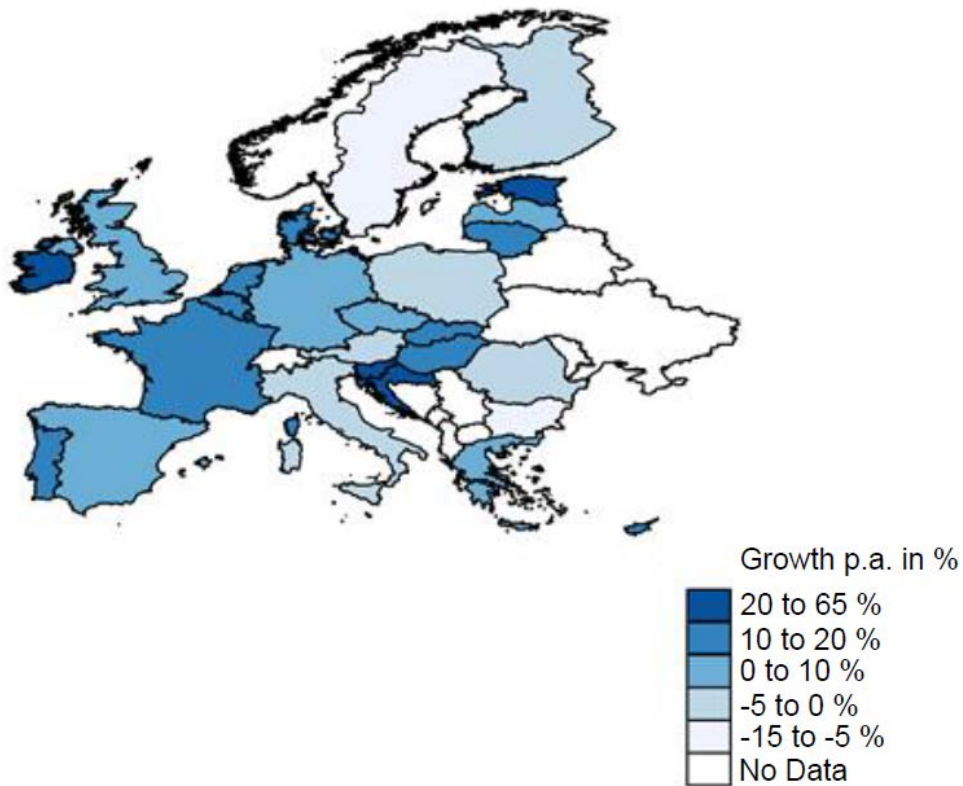 Growth p.a. in %
20 to 65 %
10 to 20 %
0 to 10 %
-5 to 0 %
-15 to -5 %
No Data